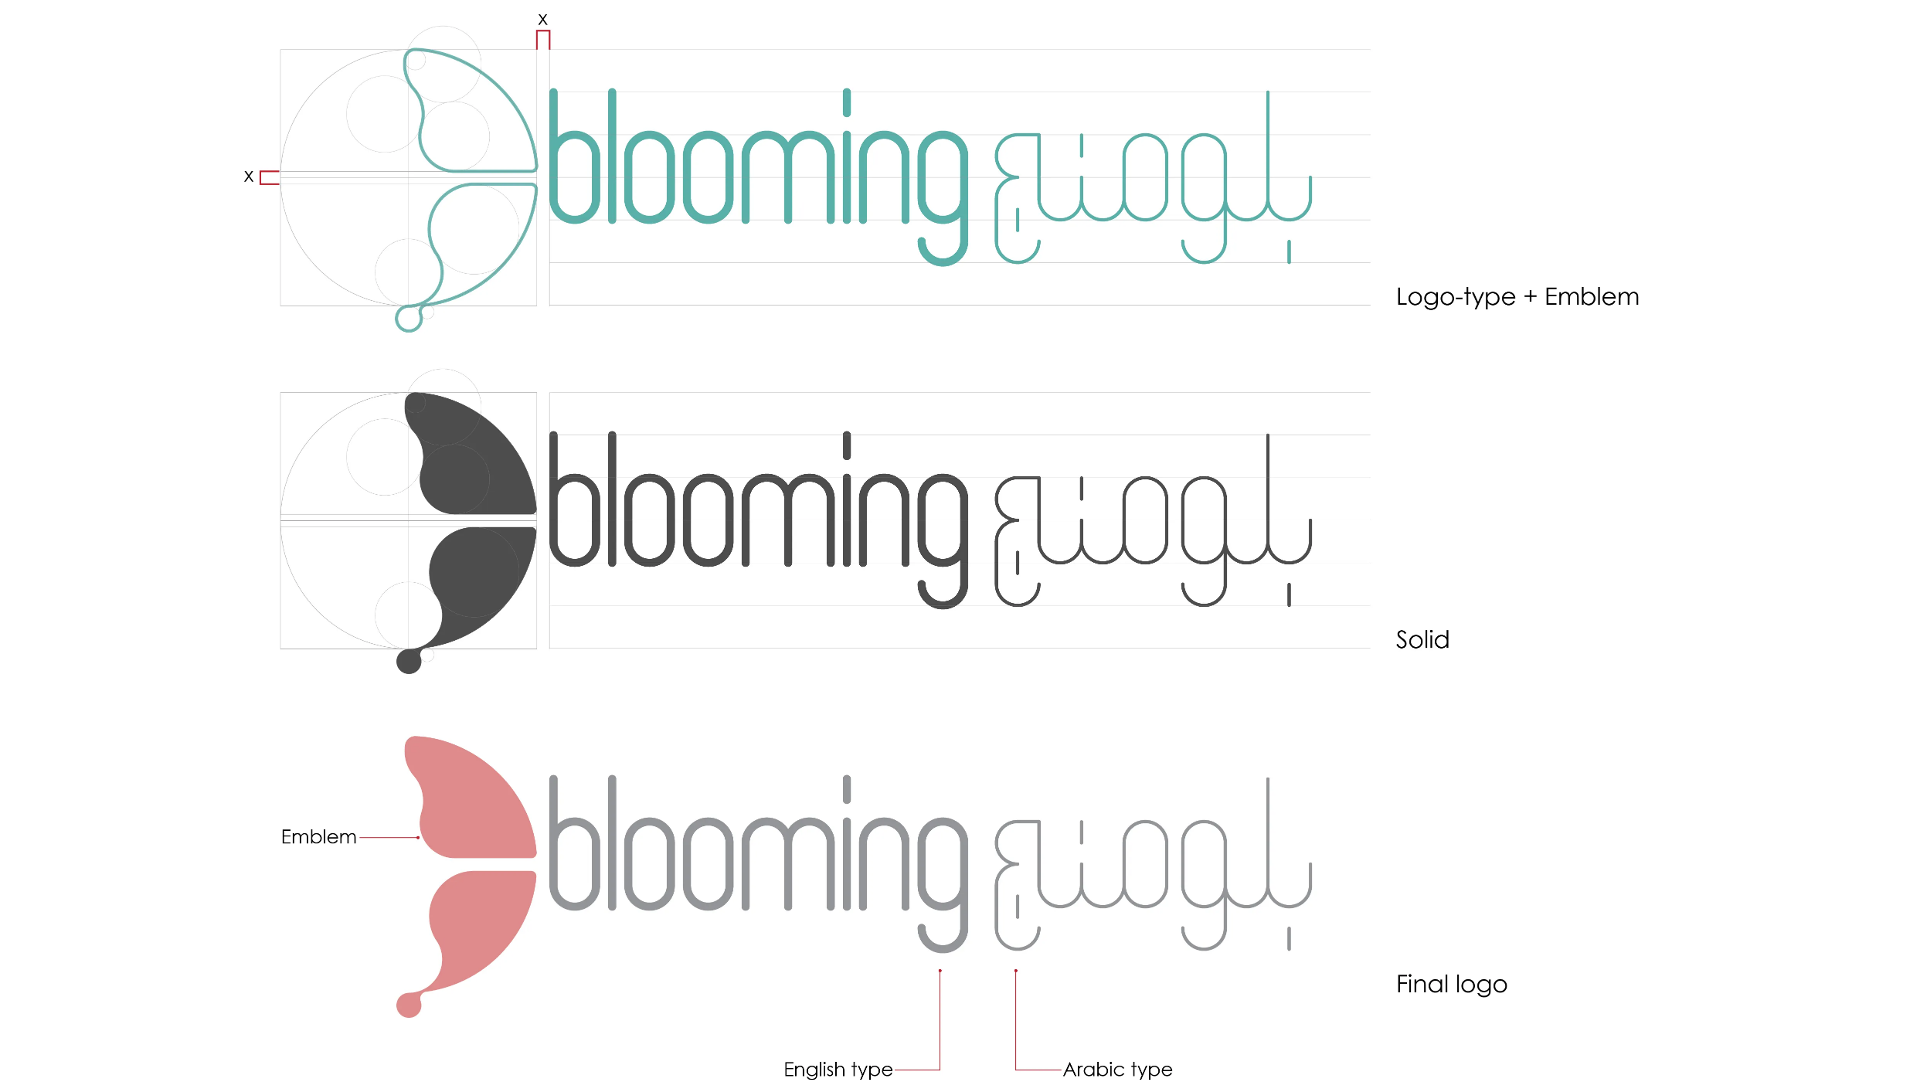 x
x
blooming بلومنج
Logo-type + Emblem
blooming بلومنج
Solid
blooming بلومنج
Emblem
Final logo
English type
Arabic type